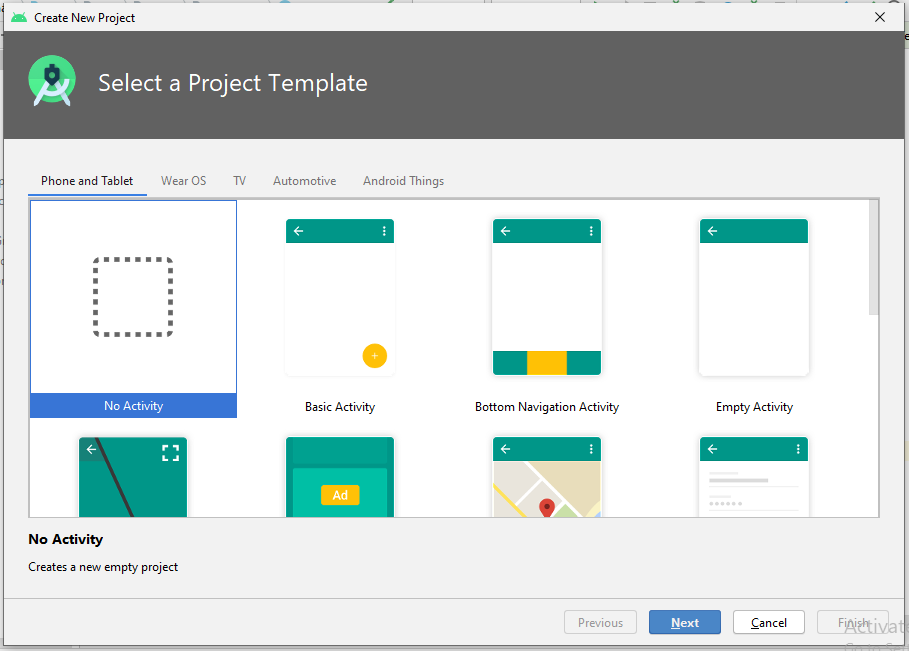 Create New Project
Select a Project Template
Phone and Tablet Wear OS TV Automotive Android Things
+
No Activity Basic Activity Bottom Navigation Activity Empty Activity
Ad
No Activity
Creates a new empty project
Previous Next Cancel Finish
Activat